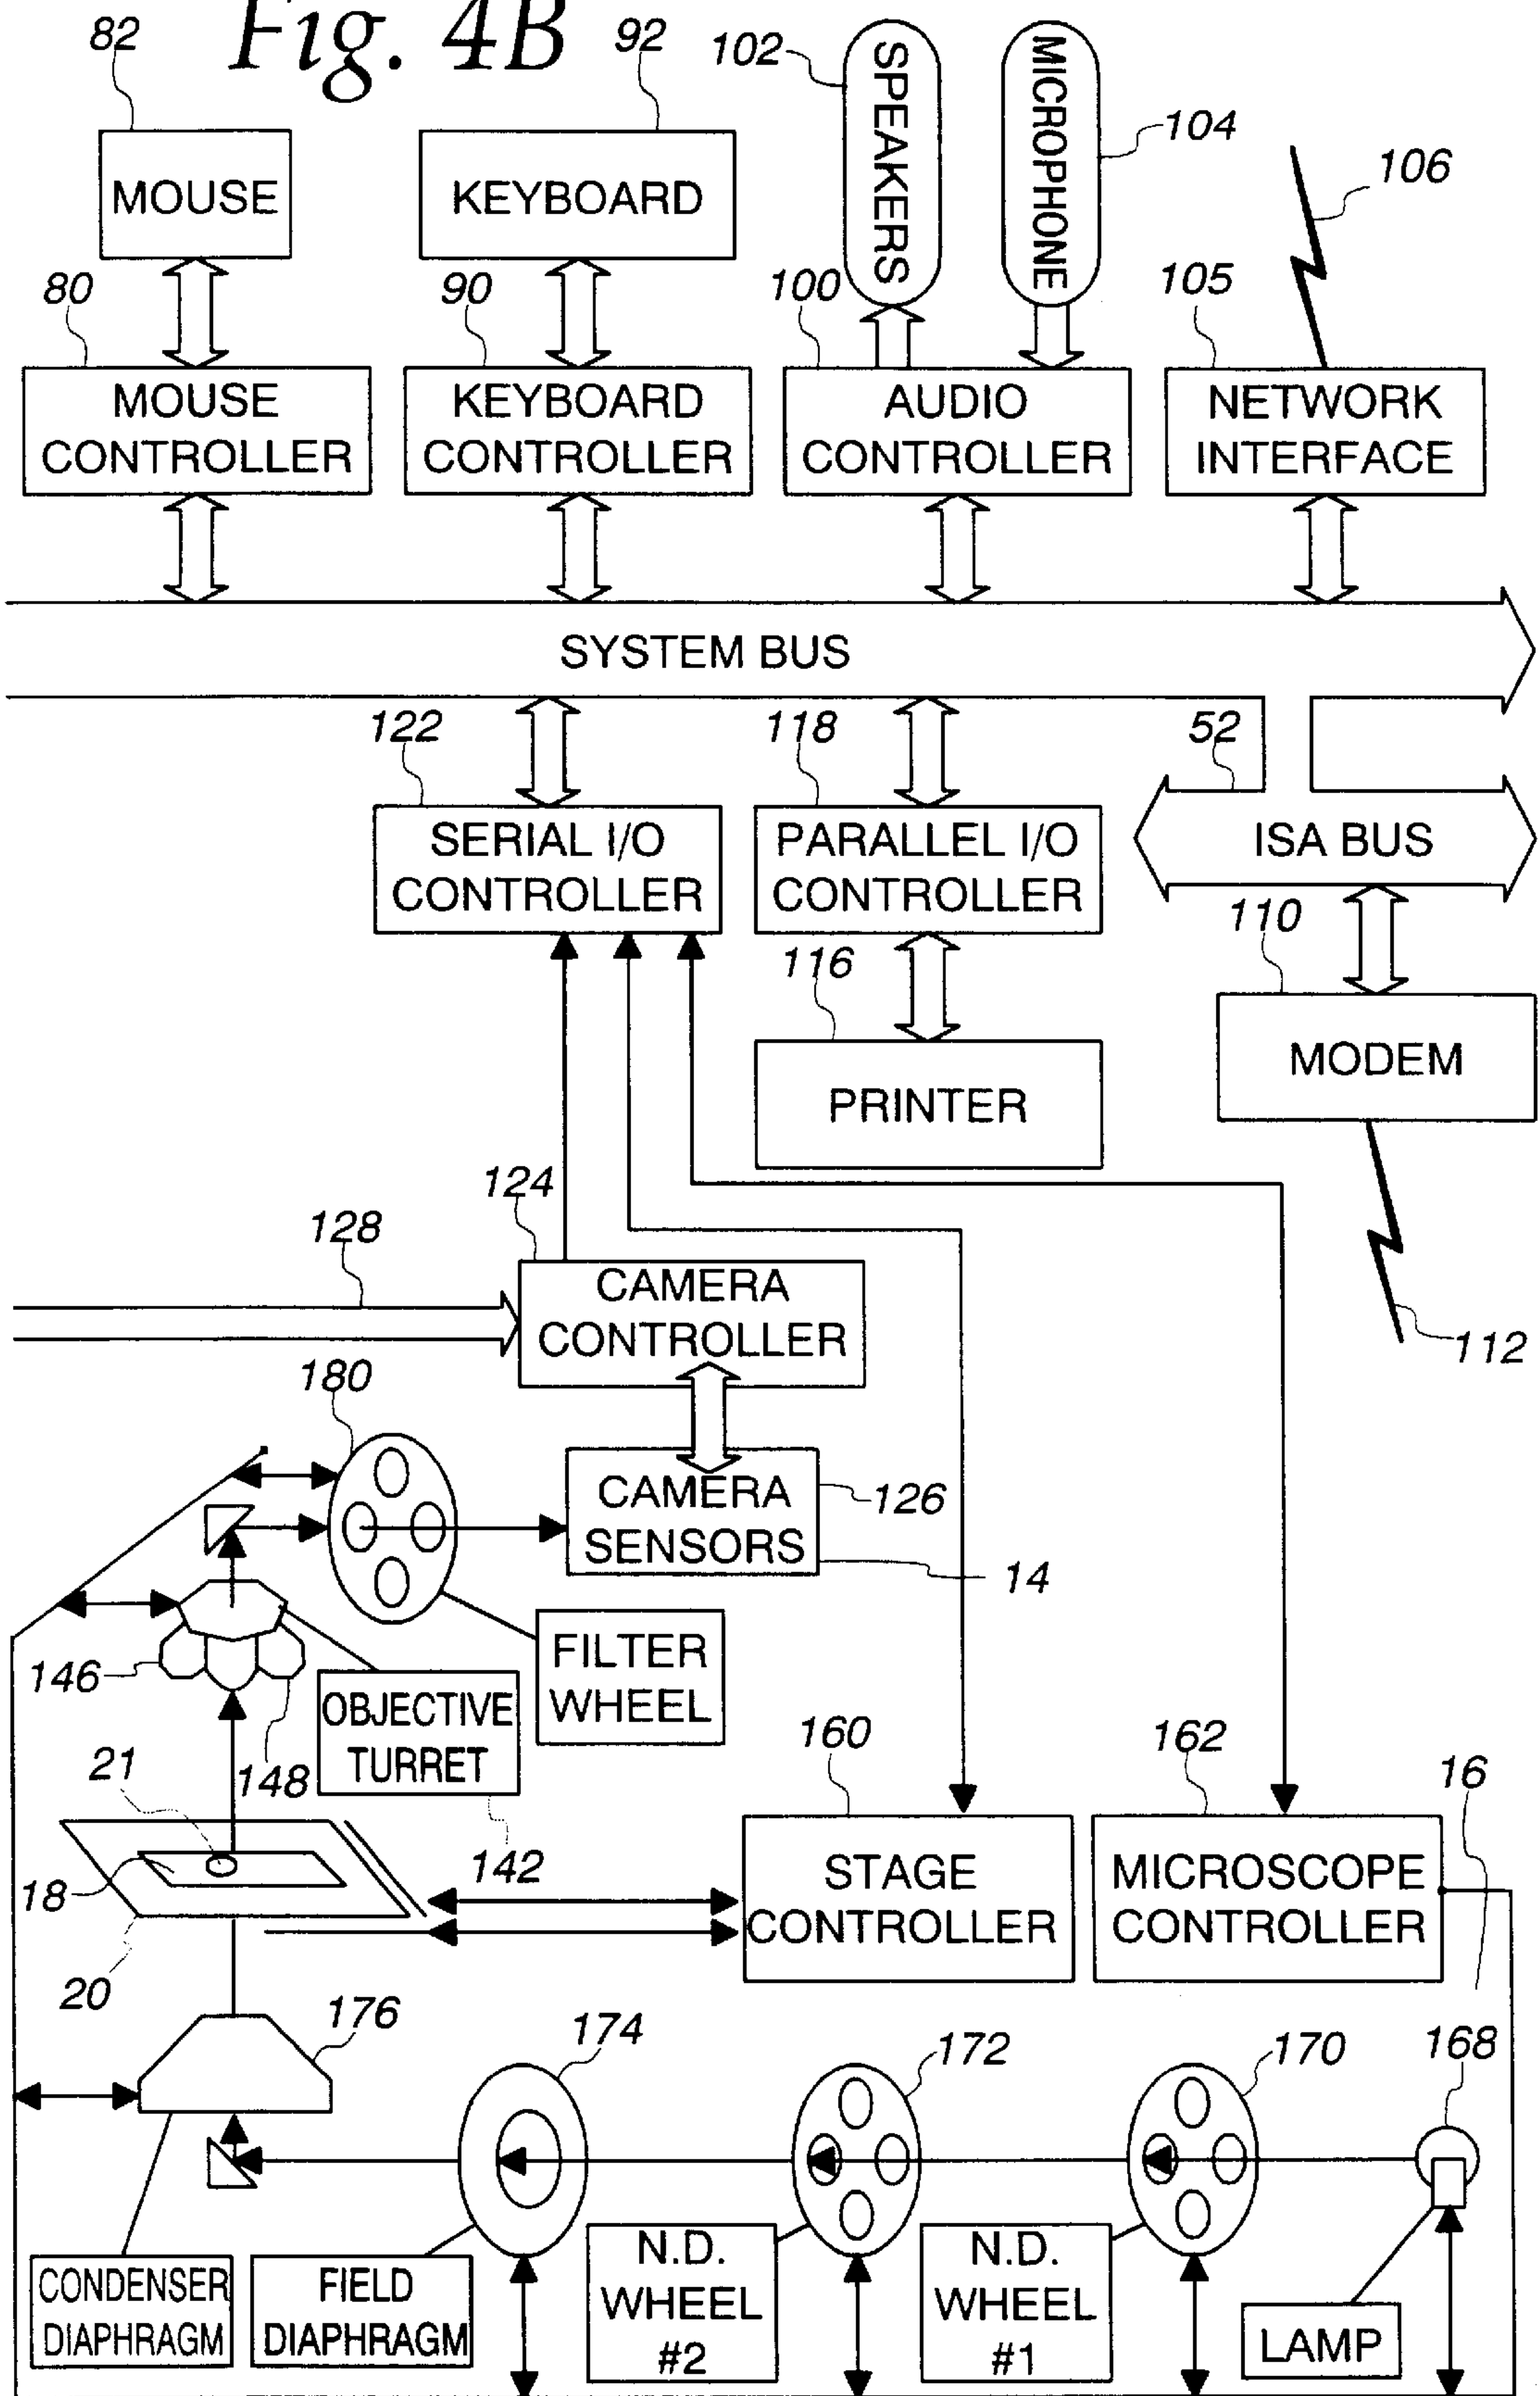 Fig. 4B
82
92
102
SPEAKERS
MICROPHONE
104
106
MOUSE
KEYBOARD
80
90
100
105
MOUSE
CONTROLLER
KEYBOARD
CONTROLLER
AUDIO
CONTROLLER
NETWORK
INTERFACE
SYSTEM BUS
122
118
52
SERIAL I/O
CONTROLLER
PARALLEL I/O
CONTROLLER
ISA BUS
110
116
MODEM
PRINTER
124
128
CAMERA
CONTROLLER
112
180
CAMERA
SENSORS
126
14
FILTER
WHEEL
146
OBJECTIVE
TURRET
148
160
162
16
21
142
18
STAGE
CONTROLLER
MICROSCOPE
CONTROLLER
20
176
174
172
170
168
CONDENSER
DIAPHRAGM
FIELD
DIAPHRAGM
N.D.
WHEEL
#2
N.D.
WHEEL
#1
LAMP